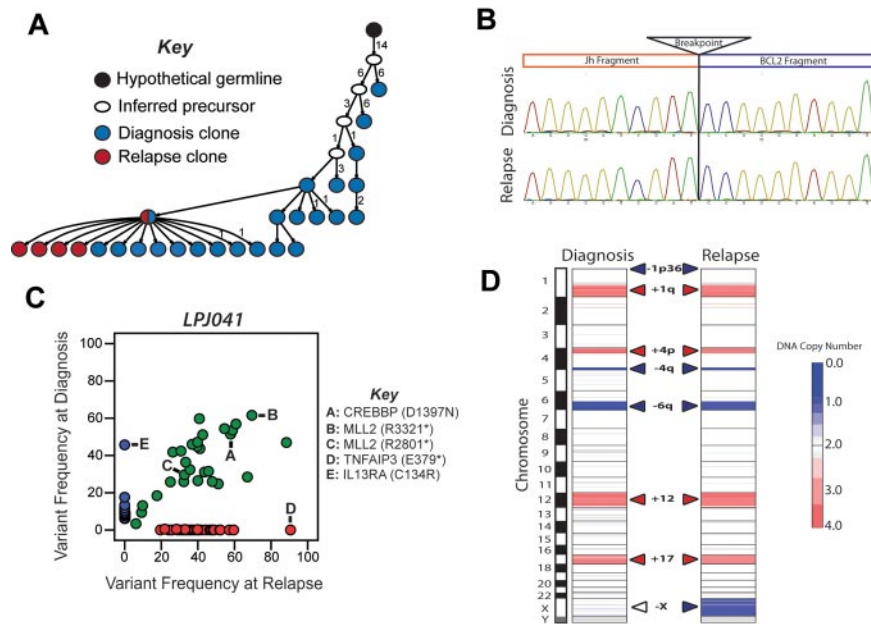 A
Key
Hypothetical germline
Inferred precursor
Diagnosis clone
Relapse clone
14
6
6
3
6
1
1
3
1
1
2
1
1
B
Breakpoint
Jh Fragment
BCL2 Fragment
Diagnosis
Relapse
C
LPJ041
Variant Frequency at Diagnosis
100
80
60
40
20
0
E
B
A
C
D
0
20
40
60
80
100
Variant Frequency at Relapse
Key
A: CREBBP (D1397N)
B: MLL2 (R3321*)
C: MLL2 (R2801*)
D: TNFAIP3 (E379*)
E: IL13RA (C134R)
D
Diagnosis
Relapse
Chromosome
1
2
3
4
5
6
7
8
9
10
11
12
13
14
15
16
17
18
20
22
X
Y
-1p36
+1q
+4p
-4q
-6q
+12
+17
-X
DNA Copy Number
0.0
1.0
2.0
3.0
4.0